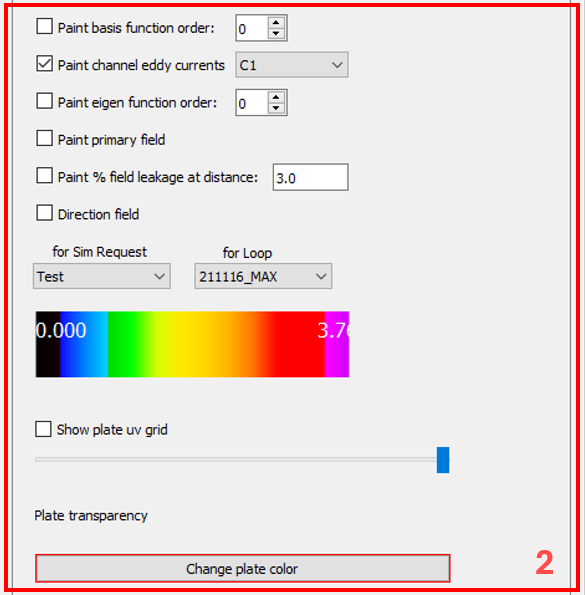 Paint basis function order: 0
Paint channel eddy currents C1
Paint eigen function order: 0
Paint primary field
Paint % field leakage at distance: 3.0
Direction field
for Sim Request for Loop
Test 211116_MAX
0.000 3.7
Show plate uv grid
Plate transparency
Change plate color
2